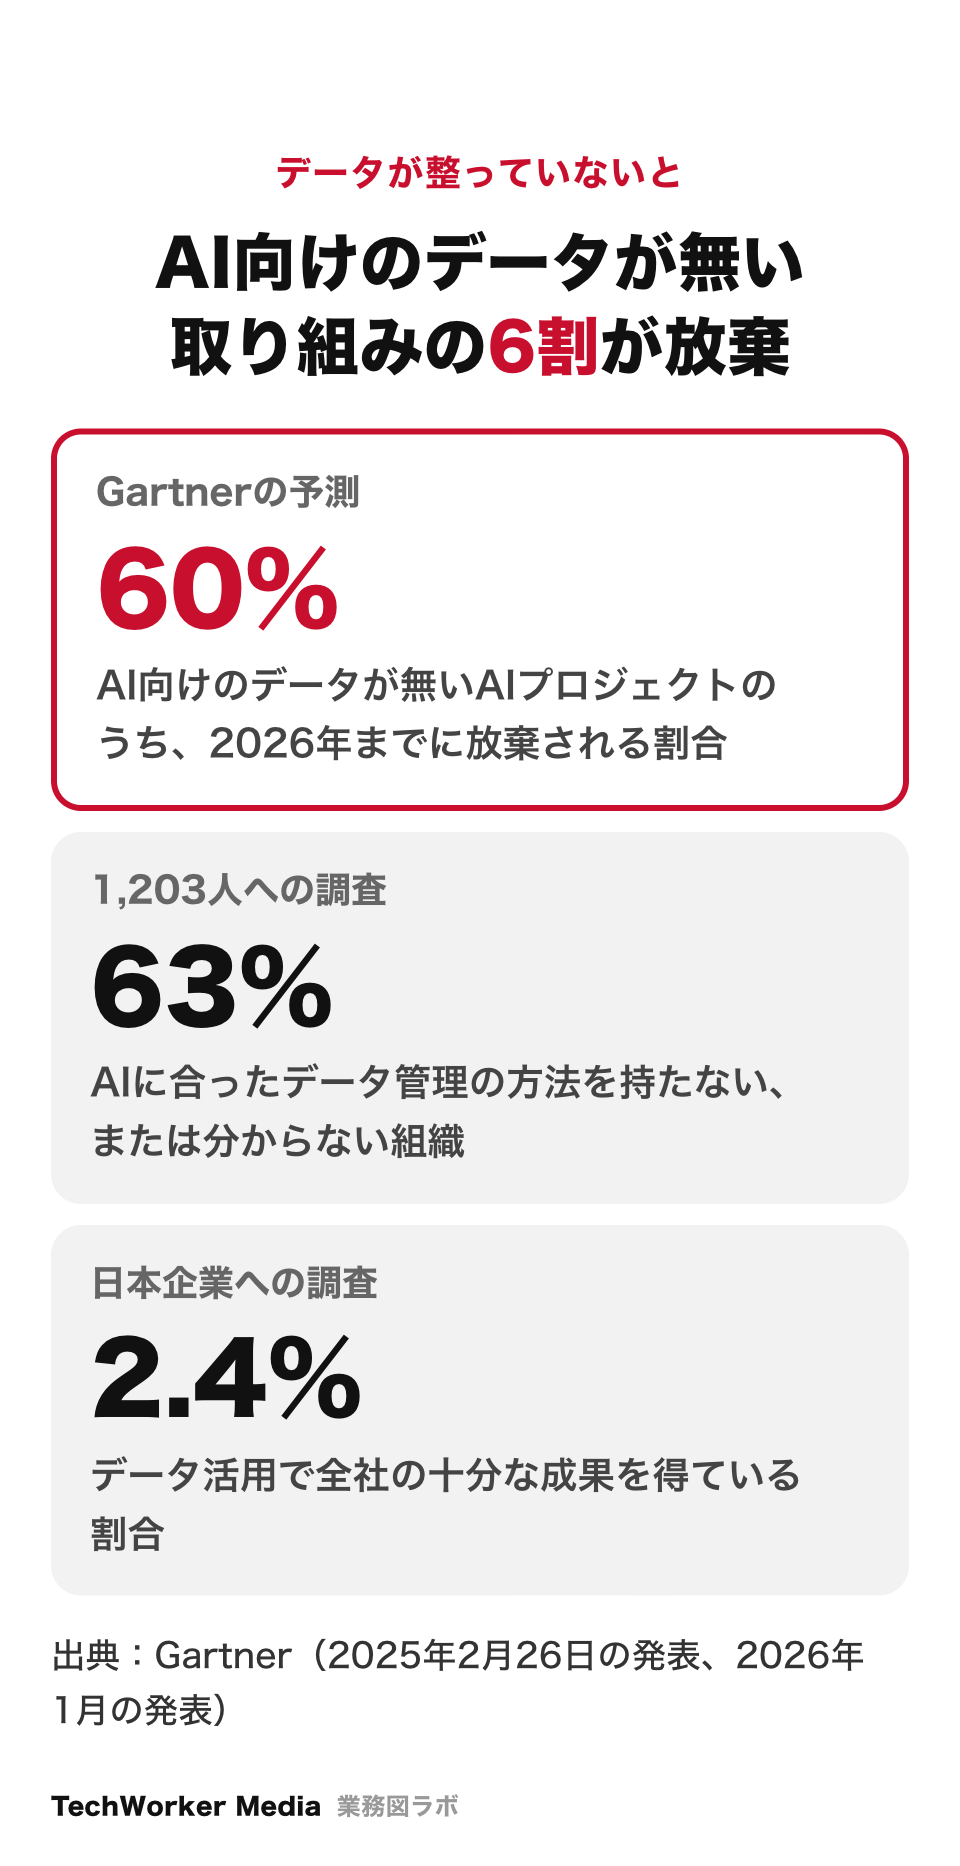 データが整っていないと
AI向けのデータが無い
取り組みの6割が放棄
Gartnerの予測
60%
AI向けのデータが無いAIプロジェクトの
うち、2026年までに放棄される割合
1,203人への調査
63%
AIに合ったデータ管理の方法を持たない、
または分からない組織
日本企業への調査
2.4%
データ活用で全社の十分な成果を得ている
割合
出典：Gartner（2025年2月26日の発表、2026年
1月の発表）
TechWorker Media 業務図ラボ